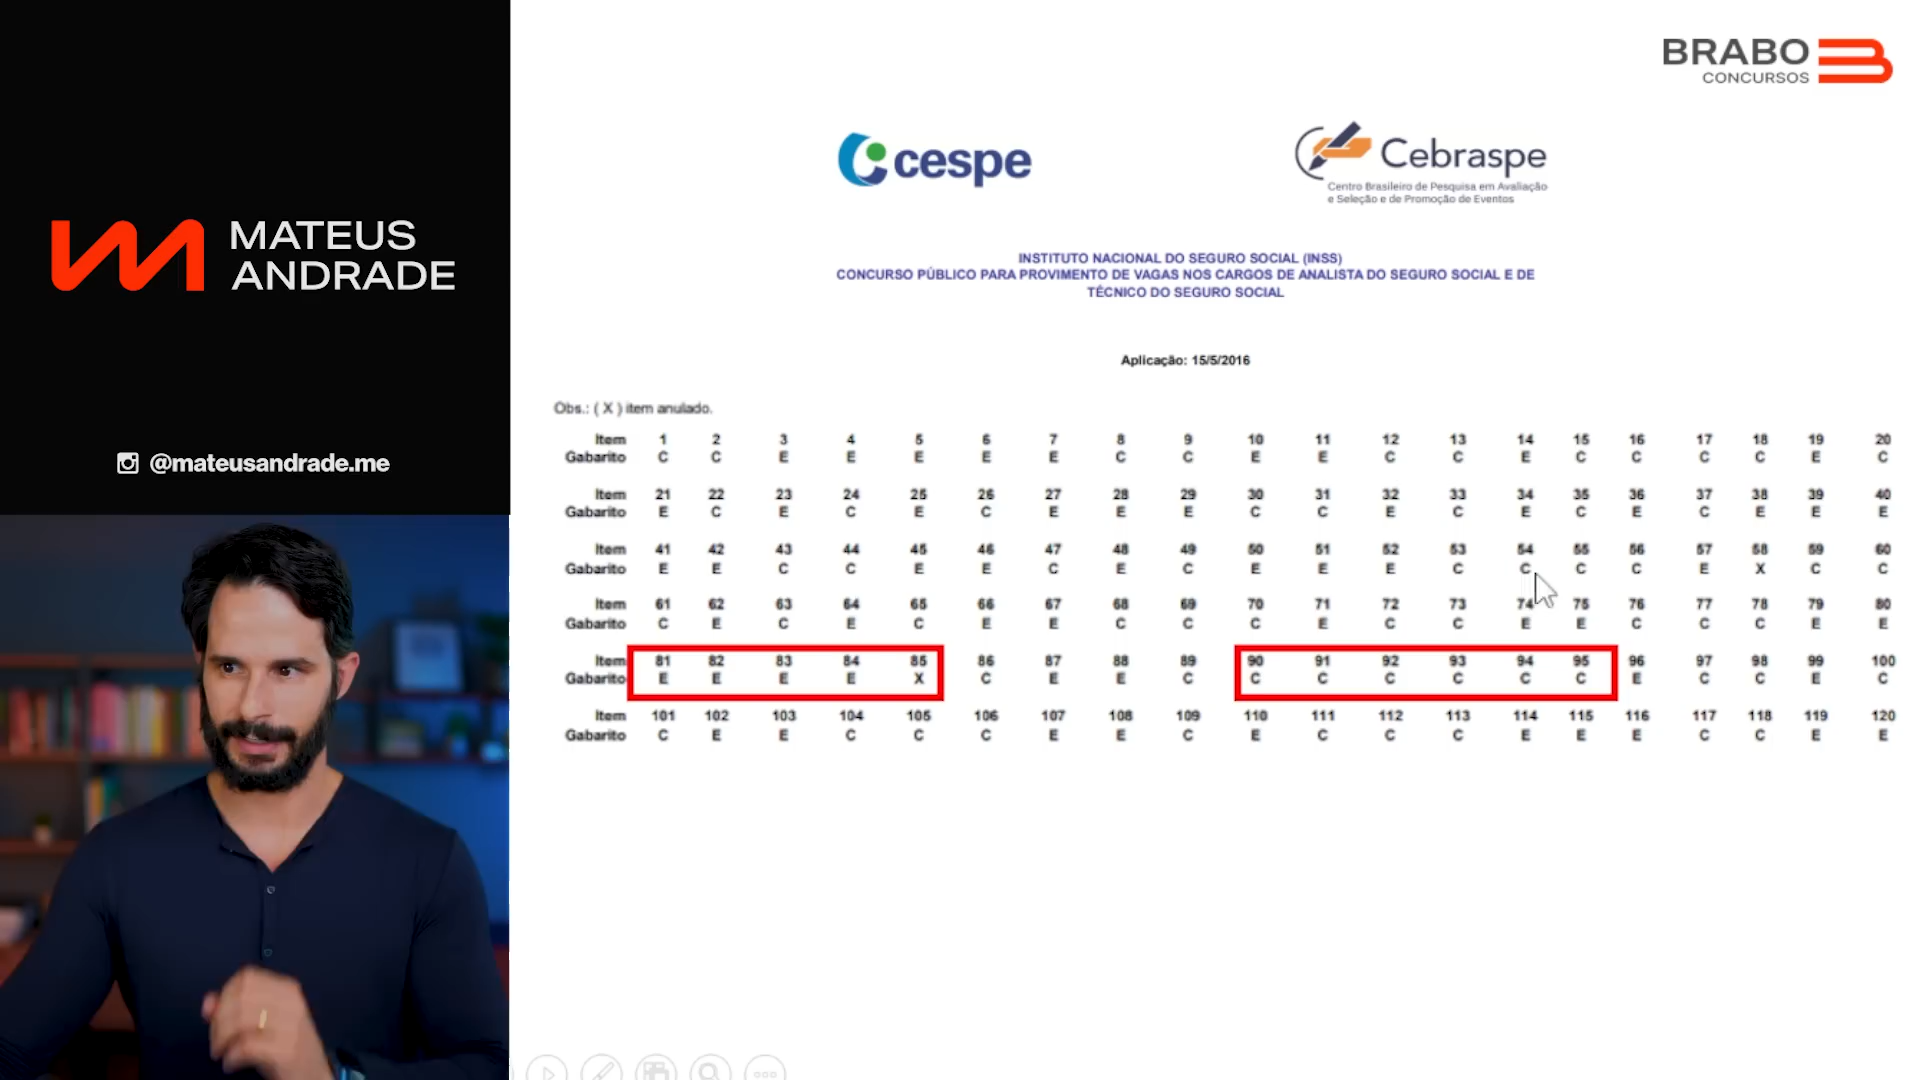 MATEUS
ANDRADE
@mateusandrade.me
BRABO
CONCURSOS
cespe
Cebraspe
Centro Brasileiro de Pesquisa em Avaliação
e Seleção e de Promoção de Eventos
INSTITUTO NACIONAL DO SEGURO SOCIAL (INSS)
CONCURSO PÚBLICO PARA PROVIMENTO DE VAGAS NOS CARGOS DE ANALISTA DO SEGURO SOCIAL E DE
TÉCNICO DO SEGURO SOCIAL
Aplicação: 15/5/2016
Obs.: ( X ) item anulado.
Item 1 2 3 4 5 6 7 8 9 10 11 12 13 14 15 16 17 18 19 20
Gabarito C C E E E E E C C E E C C E C C C C E C
Item 21 22 23 24 25 26 27 28 29 30 31 32 33 34 35 36 37 38 39 40
Gabarito E C E C E C E E E C C E C E C E C E E E
Item 41 42 43 44 45 46 47 48 49 50 51 52 53 54 55 56 57 58 59 60
Gabarito E E C C E E C E C E E E C C C C E X C C
Item 61 62 63 64 65 66 67 68 69 70 71 72 73 74 75 76 77 78 79 80
Gabarito C E C E C E E C C C E C C E E C C C E E
Item 81 82 83 84 85 86 87 88 89 90 91 92 93 94 95 96 97 98 99 100
Gabarito E E E E X C E E C C C C C C C E C C E C
Item 101 102 103 104 105 106 107 108 109 110 111 112 113 114 115 116 117 118 119 120
Gabarito C E E C C C E E C E C C C E E E C C E E